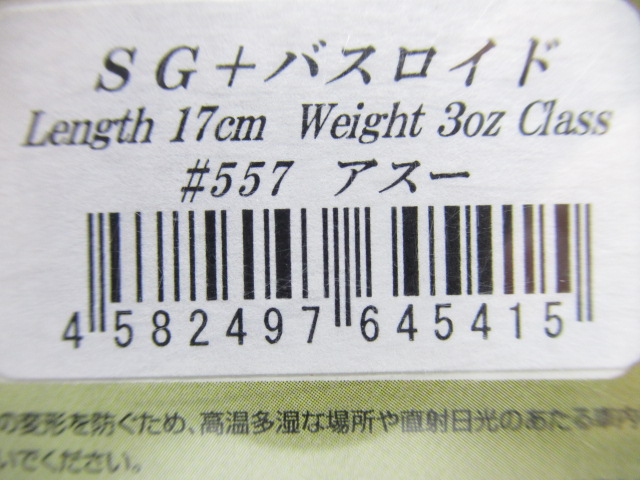 ＳＧ＋バスロイド
Length 17cm Weight 3oz Class
#557 アスー
4 582497 645415
の変形を防ぐため、高温多湿な場所や直射日光のあたる車内
いでください。